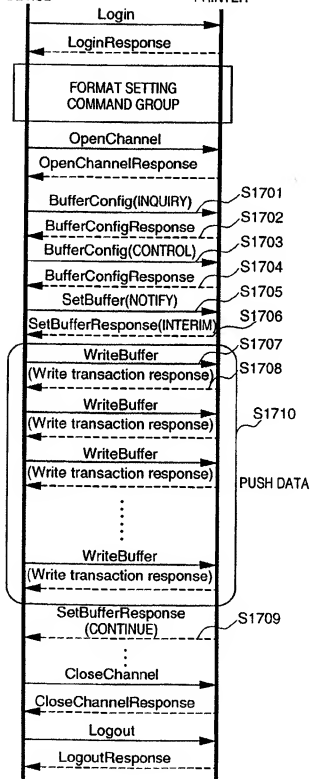 PRINTER
Login
LoginResponse
FORMAT SETTING
COMMAND GROUP
OpenChannel
OpenChannelResponse
BufferConfig(INQUIRY)
S1701
BufferConfigResponse
S1702
BufferConfig(CONTROL)
S1703
BufferConfigResponse
S1704
SetBuffer(NOTIFY)
S1705
SetBufferResponse(INTERIM)
S1706
WriteBuffer
S1707
(Write transaction response)
S1708
WriteBuffer
(Write transaction response)
S1710
WriteBuffer
(Write transaction response)
PUSH DATA
WriteBuffer
(Write transaction response)
SetBufferResponse
(CONTINUE)
S1709
CloseChannel
CloseChannelResponse
Logout
LogoutResponse